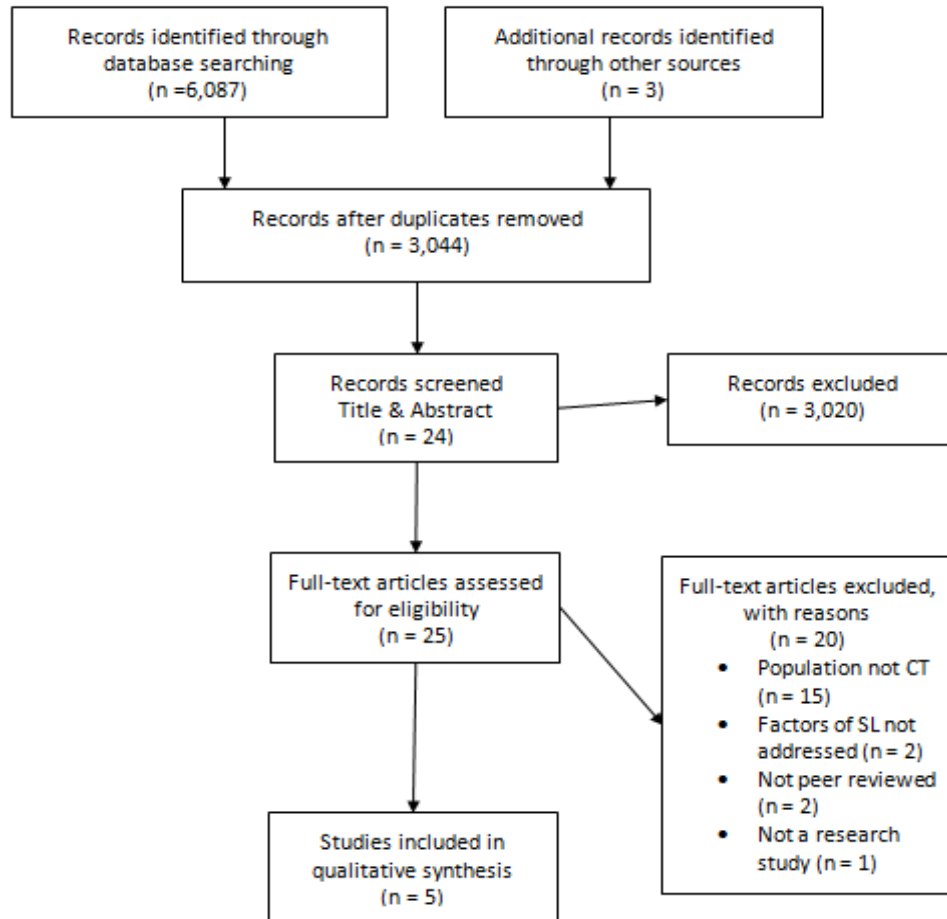 Records identified through
database searching
(n =6,087)
Additional records identified
through other sources
(n = 3)
Records after duplicates removed
(n = 3,044)
Records screened
Title & Abstract
(n = 24)
Records excluded
(n = 3,020)
Full-text articles assessed
for eligibility
(n = 25)
Full-text articles excluded,
with reasons
(n = 20)
• Population not CT
(n = 15)
• Factors of SL not
addressed (n = 2)
• Not peer reviewed
(n = 2)
• Not a research
study (n = 1)
Studies included in
qualitative synthesis
(n = 5)